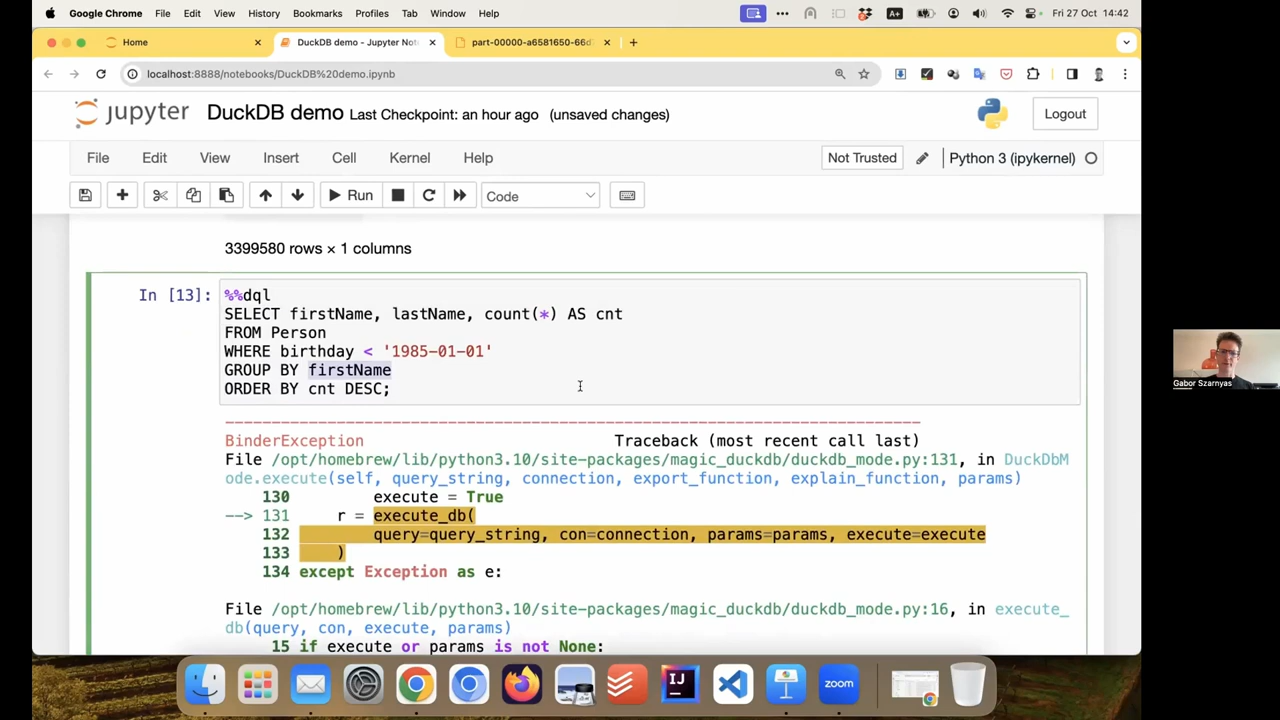 Google Chrome File Edit View History Bookmarks Profiles Tab Window Help Fri 27 Oct 14:42
Home DuckDB demo - Jupyter Not part-00000-a6581650-66d
localhost:8888/notebooks/DuckDB%20demo.ipynb
jupyter DuckDB demo Last Checkpoint: an hour ago (unsaved changes) Logout
File Edit View Insert Cell Kernel Help Not Trusted Python 3 (ipykernel)
Run Code
3399580 rows × 1 columns
In [13]: %%dql
SELECT firstName, lastName, count(*) AS cnt
FROM Person
WHERE birthday < '1985-01-01'
GROUP BY firstName
ORDER BY cnt DESC;
---------------------------------------------------------------------------
BinderException Traceback (most recent call last)
File /opt/homebrew/lib/python3.10/site-packages/magic_duckdb/duckdb_mode.py:131, in DuckDbM
ode.execute(self, query_string, connection, export_function, explain_function, params)
130 execute = True
--> 131 r = execute_db(
132 query=query_string, con=connection, params=params, execute=execute
133 )
134 except Exception as e:
File /opt/homebrew/lib/python3.10/site-packages/magic_duckdb/duckdb_mode.py:16, in execute_
db(query, con, execute, params)
15 if execute or params is not None:
Gabor Szarnyas
zoom